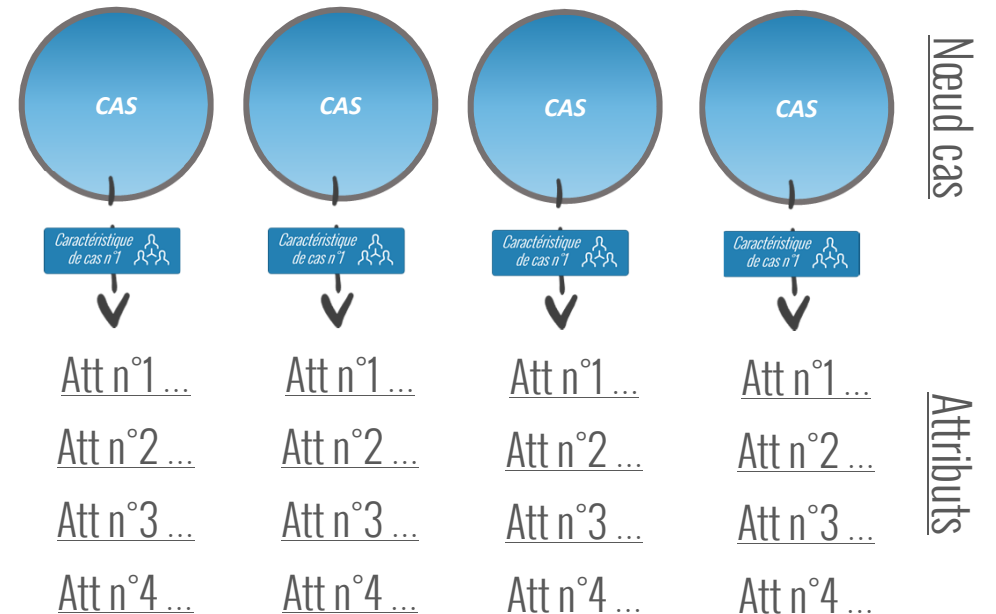 CAS CAS CAS CAS
Nœud cas
Caractéristique
de cas n°1
Caractéristique
de cas n°1
Caractéristique
de cas n°1
Caractéristique
de cas n°1
Att n°1 ... Att n°1 ... Att n°1 ... Att n°1 ...
Att n°2 ... Att n°2 ... Att n°2 ... Att n°2 ...
Att n°3 ... Att n°3 ... Att n°3 ... Att n°3 ...
Att n°4 ... Att n°4 ... Att n°4 ... Att n°4 ...
Attributs